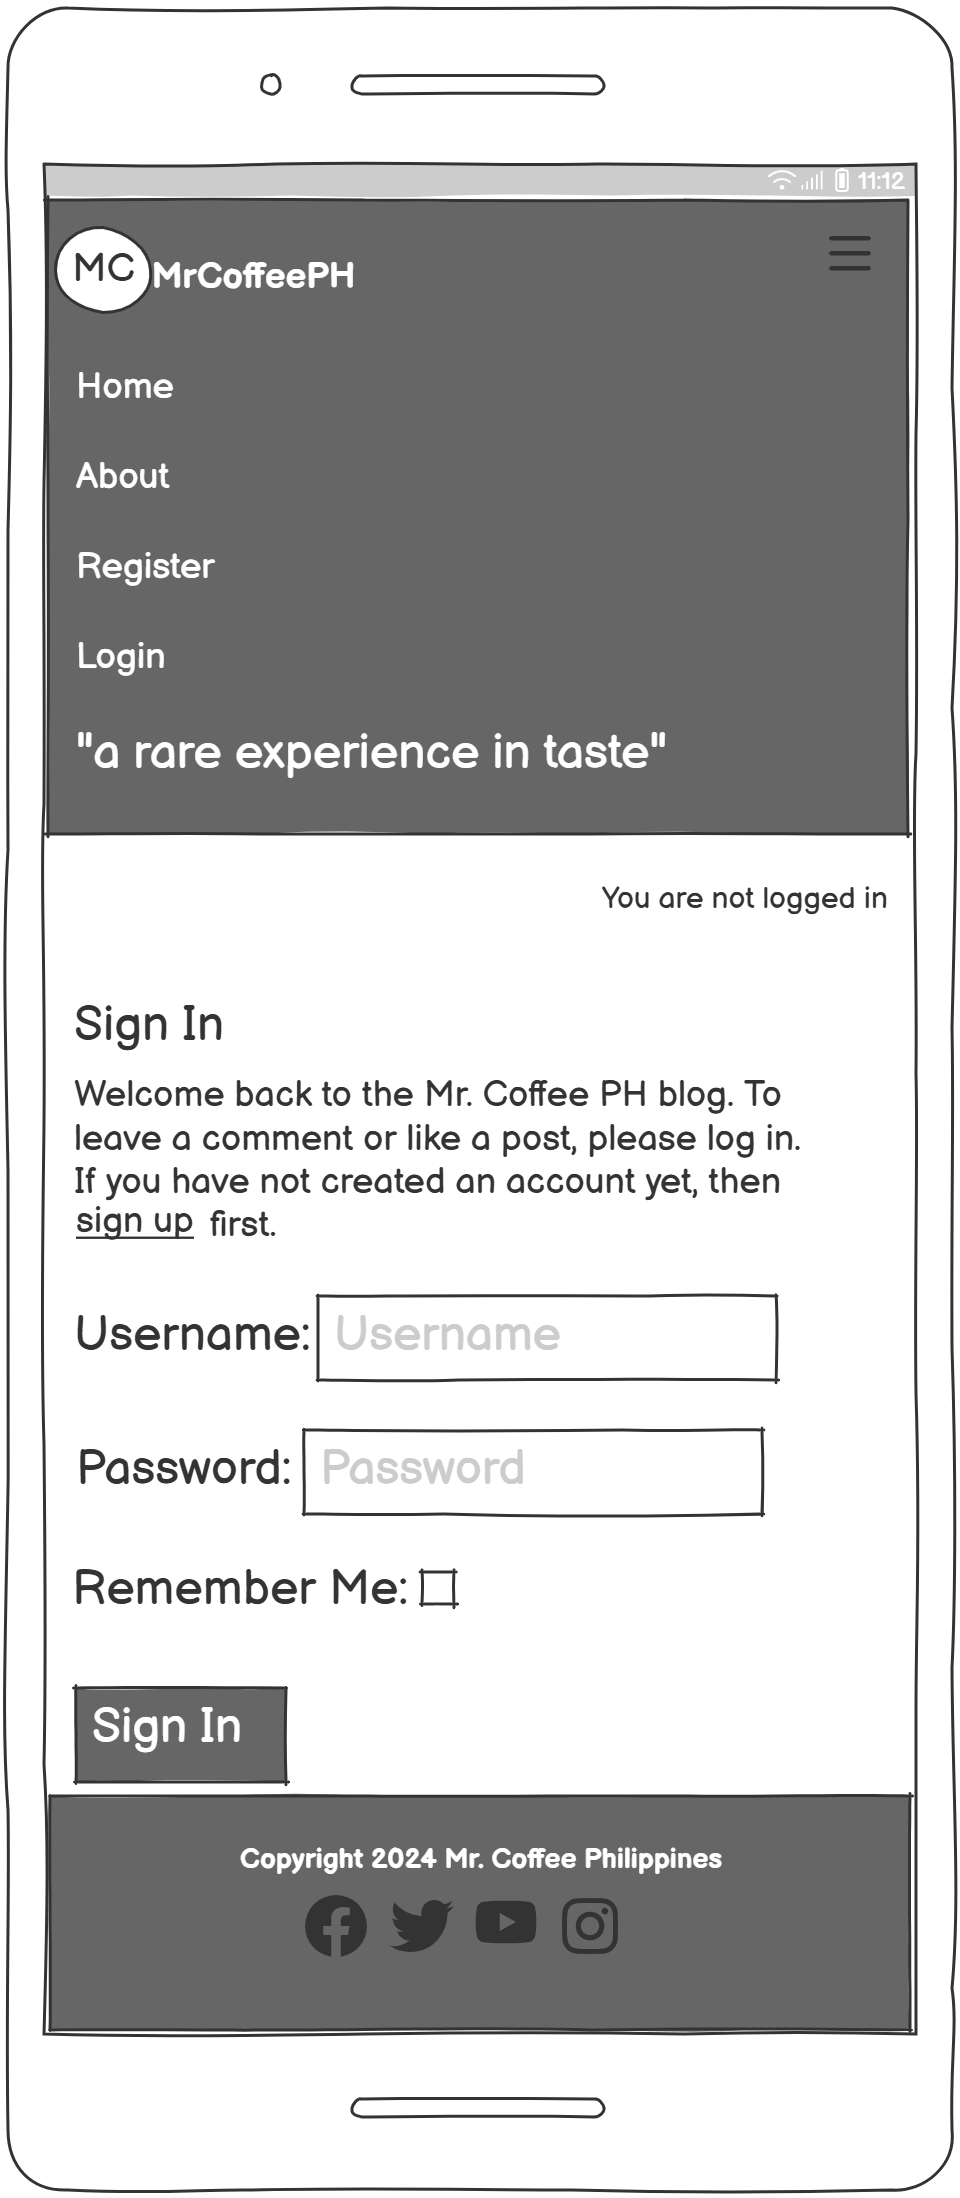 11:12
MC
MrCoffeePH
Home
About
Register
Login
"a rare experience in taste"
You are not logged in
Sign In
Welcome back to the Mr. Coffee PH blog. To
leave a comment or like a post, please log in.
If you have not created an account yet, then
sign up first.
Username: Username
Password: Password
Remember Me:
Sign In
Copyright 2024 Mr. Coffee Philippines